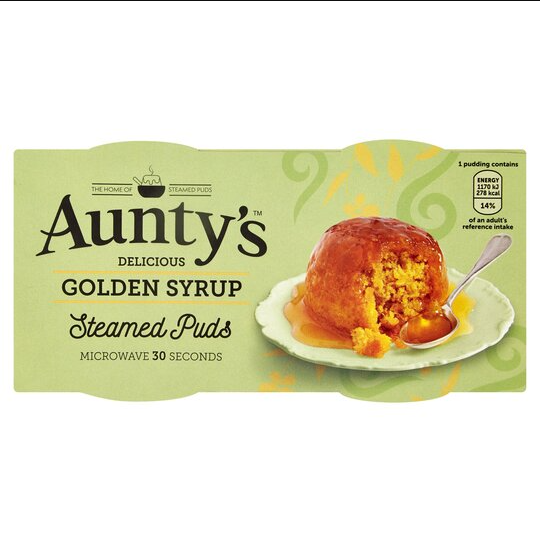 THE HOME OF STEAMED PUDS
Aunty's™
DELICIOUS
GOLDEN SYRUP
Steamed Puds
MICROWAVE 30 SECONDS
1 pudding contains
ENERGY
1170 kJ
278 kcal
14%
of an adult's
reference intake